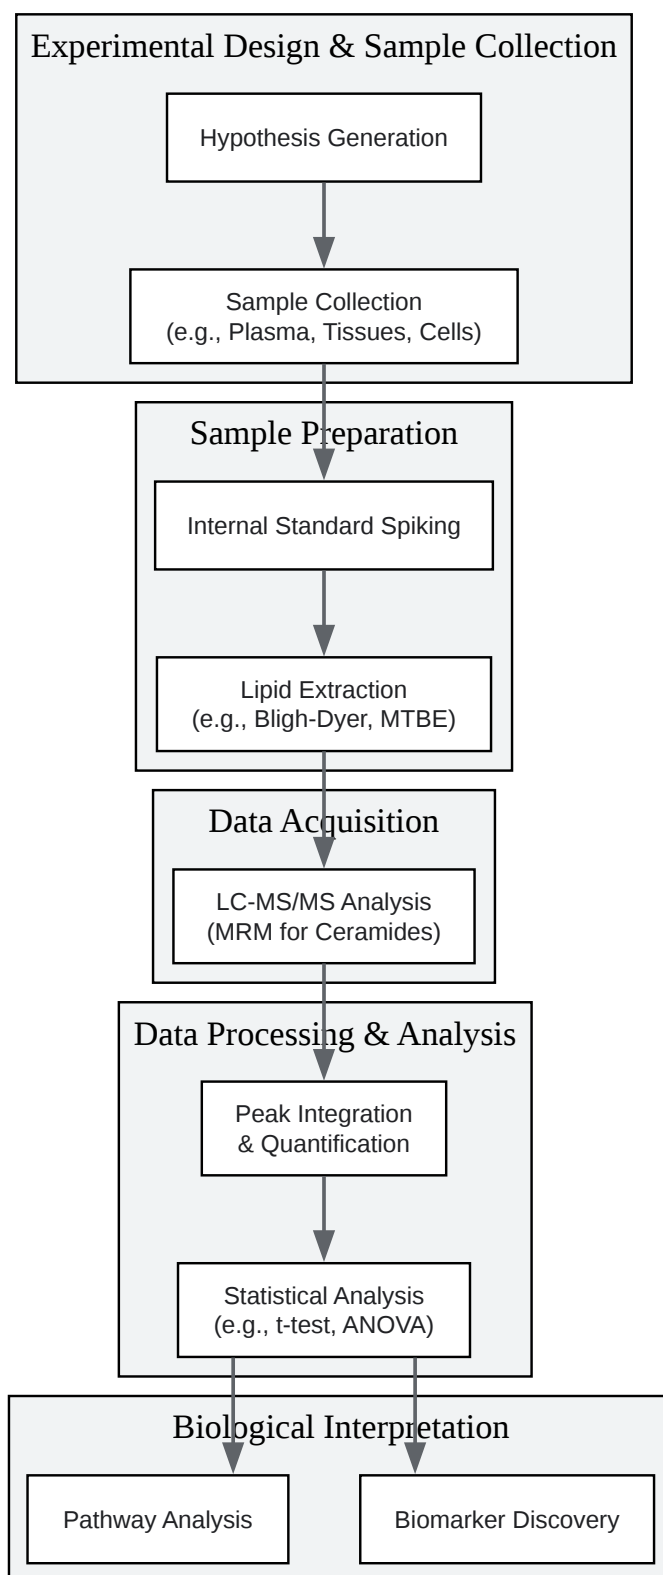 Experimental Design & Sample Collection
Hypothesis Generation
Sample Collection
(e.g., Plasma, Tissues, Cells)
Sample Preparation
Internal Standard Spiking
Lipid Extraction
(e.g., Bligh-Dyer, MTBE)
Data Acquisition
LC-MS/MS Analysis
(MRM for Ceramides)
Data Processing & Analysis
Peak Integration
& Quantification
Statistical Analysis
(e.g., t-test, ANOVA)
Biological Interpretation
Pathway Analysis
Biomarker Discovery